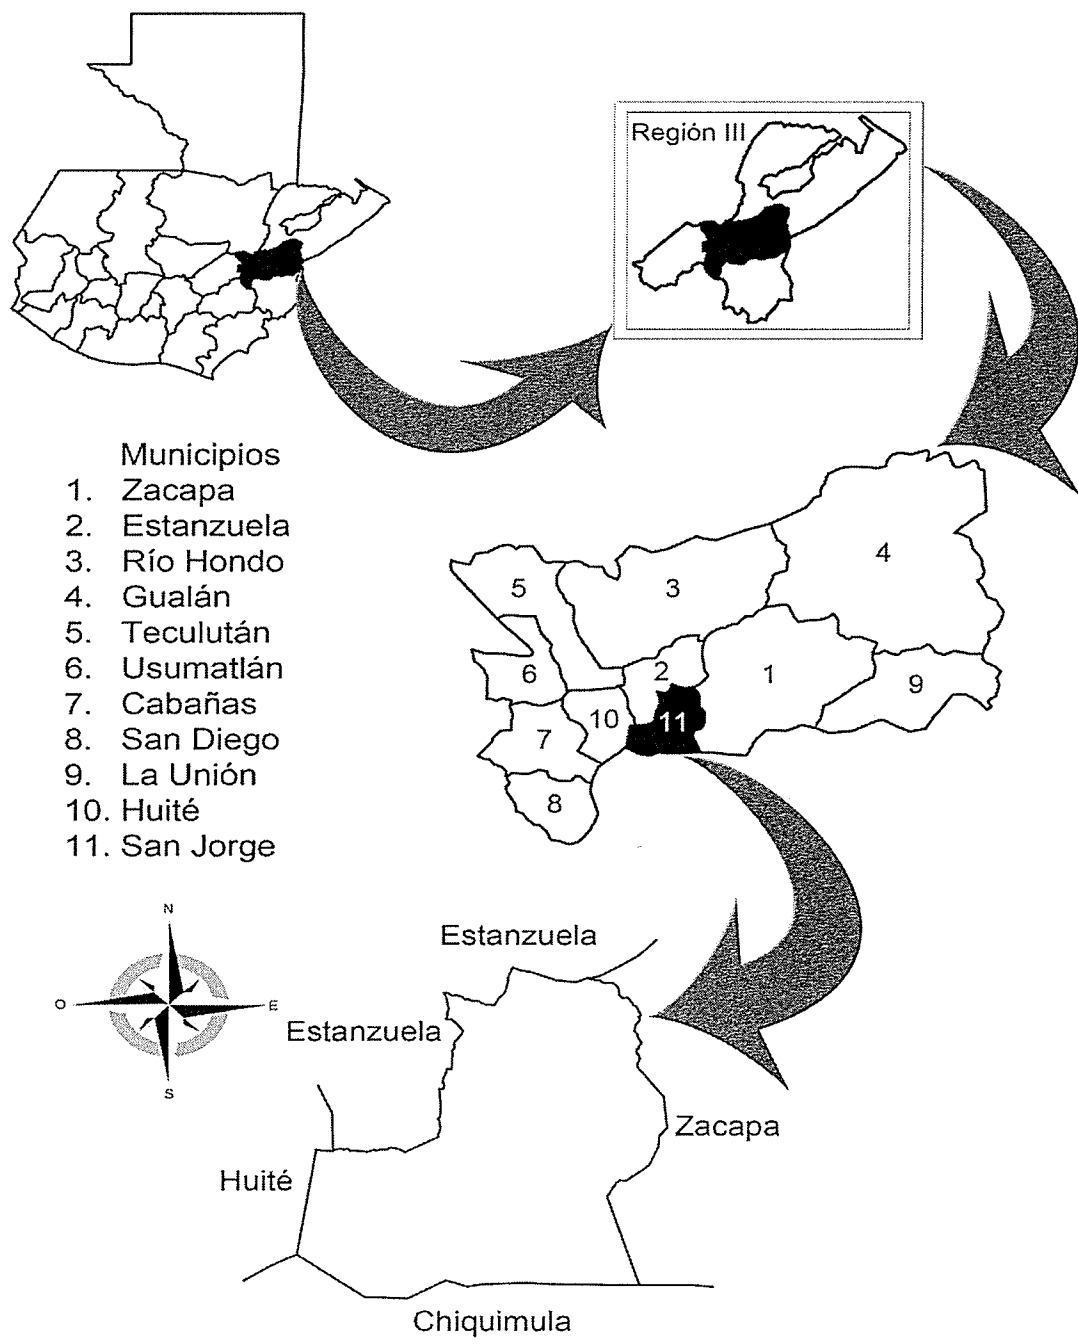 Región III
Municipios
1. Zacapa
2. Estanzuela
3. Río Hondo
4. Gualán
5. Teculután
6. Usumatlán
7. Cabañas
8. San Diego
9. La Unión
10. Huité
11. San Jorge
4
5
3
6
2
1
9
10
11
7
8
N
O
E
S
Estanzuela
Estanzuela
Zacapa
Huité
Chiquimula